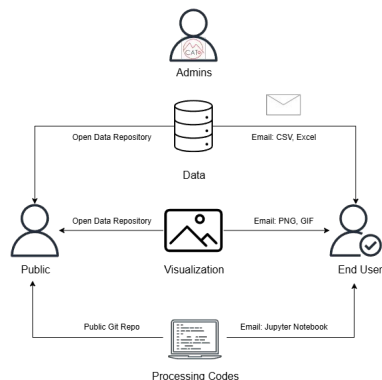 CATs
Admins
Open Data Repository
Email: CSV, Excel
Data
Open Data Repository
Email: PNG, GIF
Public
Visualization
End User
Public Git Repo
Email: Jupyter Notebook
Processing Codes